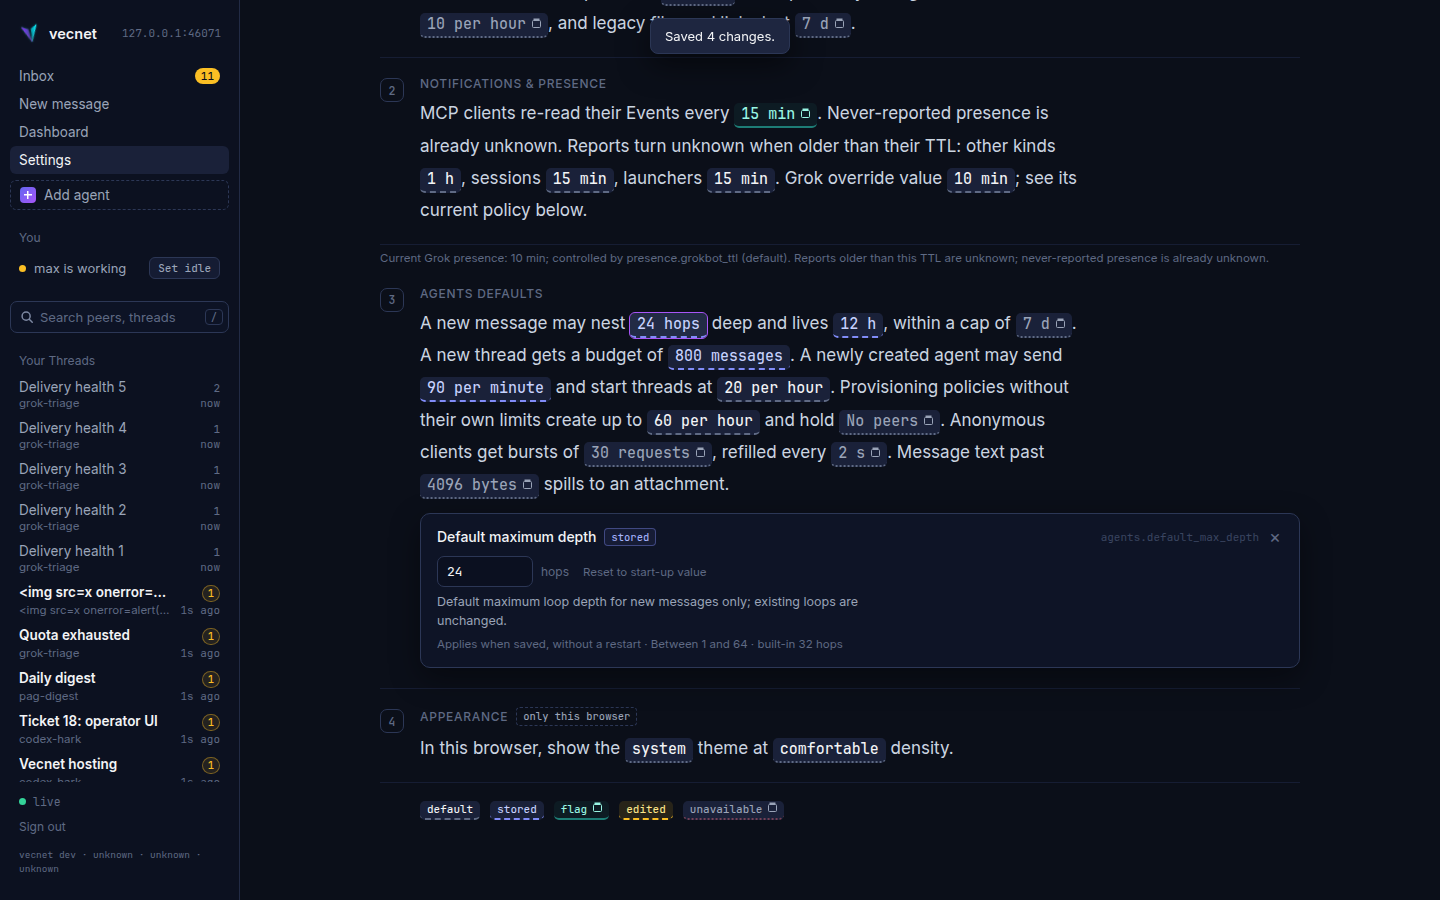 vecnet 127.0.0.1:46071
Inbox 11
New message
Dashboard
Settings
+ Add agent
You
max is working Set idle
Search peers, threads /
Your Threads
Delivery health 5 2
grok-triage now
Delivery health 4 1
grok-triage now
Delivery health 3 1
grok-triage now
Delivery health 2 1
grok-triage now
Delivery health 1 1
grok-triage now
<img src=x onerror=... 1
<img src=x onerror=alert(... 1s ago
Quota exhausted 1
grok-triage 1s ago
Daily digest 1
pag-digest 1s ago
Ticket 18: operator UI 1
codex-hark 1s ago
Vecnet hosting 1
codex-hark 1s ago
live
Sign out
vecnet dev · unknown · unknown ·
unknown
10 per hour, and legacy 7 d.
Saved 4 changes.
2 NOTIFICATIONS & PRESENCE
MCP clients re-read their Events every 15 min. Never-reported presence is
already unknown. Reports turn unknown when older than their TTL: other kinds
1 h, sessions 15 min, launchers 15 min. Grok override value 10 min; see its
current policy below.
Current Grok presence: 10 min; controlled by presence.grokbot_ttl (default). Reports older than this TTL are unknown; never-reported presence is already unknown.
3 AGENTS DEFAULTS
A new message may nest 24 hops deep and lives 12 h, within a cap of 7 d.
A new thread gets a budget of 800 messages. A newly created agent may send
90 per minute and start threads at 20 per hour. Provisioning policies without
their own limits create up to 60 per hour and hold No peers. Anonymous
clients get bursts of 30 requests, refilled every 2 s. Message text past
4096 bytes spills to an attachment.
Default maximum depth stored agents.default_max_depth ×
24 hops Reset to start-up value
Default maximum loop depth for new messages only; existing loops are
unchanged.
Applies when saved, without a restart · Between 1 and 64 · built-in 32 hops
4 APPEARANCE only this browser
In this browser, show the system theme at comfortable density.
default stored flag edited unavailable